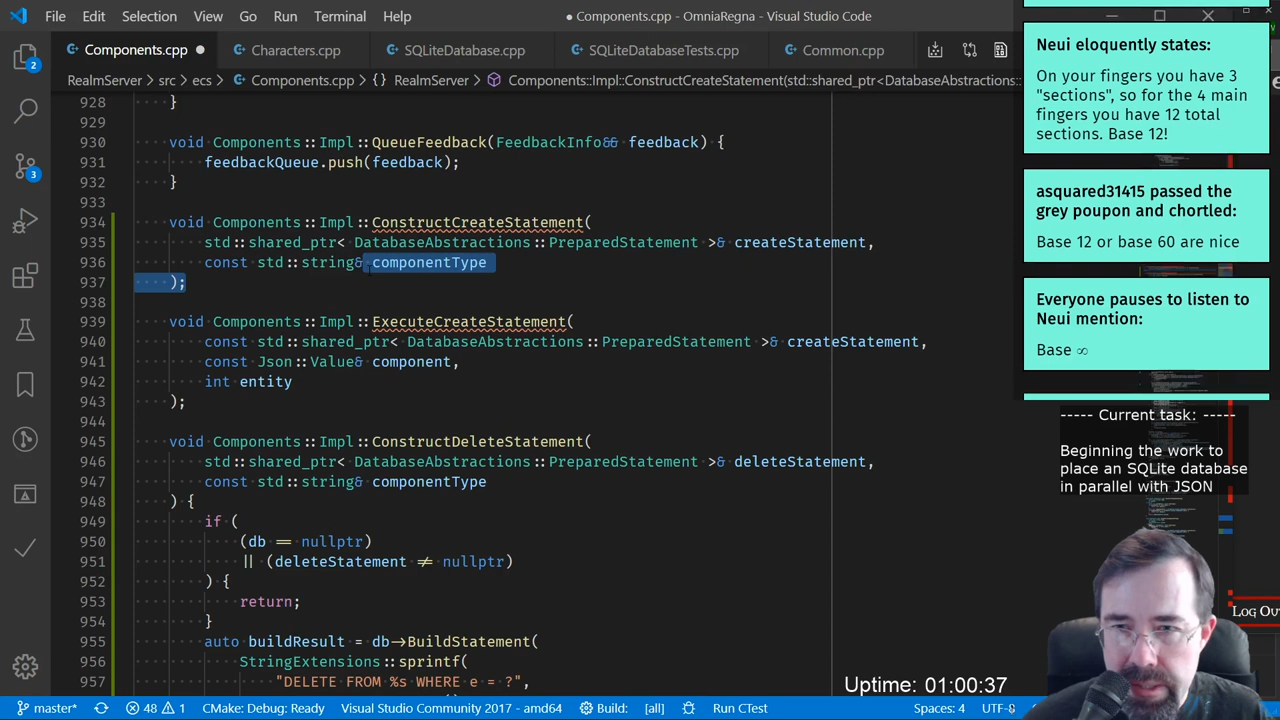 File Edit Selection View Go Run Terminal Help
● Components.cpp - OmniaRegna - Visual Studio Code
Components.cpp ● Characters.cpp SQLiteDatabase.cpp SQLiteDatabaseTests.cpp Common.cpp
RealmServer > src > ecs > Components.cpp > {} RealmServer > Components::Impl::ConstructCreateStatement(std::shared_ptr<DatabaseAbstractions::
928 }
929
930 void Components::Impl::QueueFeedback(FeedbackInfo&& feedback) {
931 feedbackQueue.push(feedback);
932 }
933
934 void Components::Impl::ConstructCreateStatement(
935 std::shared_ptr< DatabaseAbstractions::PreparedStatement >& createStatement,
936 const std::string& componentType
937 );
938
939 void Components::Impl::ExecuteCreateStatement(
940 const std::shared_ptr< DatabaseAbstractions::PreparedStatement >& createStatement,
941 const Json::Value& component,
942 int entity
943 );
944
945 void Components::Impl::ConstructDeleteStatement(
946 std::shared_ptr< DatabaseAbstractions::PreparedStatement >& deleteStatement,
947 const std::string& componentType
948 ) {
949 if (
950 (db == nullptr)
951 || (deleteStatement ≠ nullptr)
952 ) {
953 return;
954 }
955 auto buildResult = db->BuildStatement(
956 StringExtensions::sprintf(
957 "DELETE FROM %s WHERE e = ?",
Neui eloquently states:
On your fingers you have 3
"sections", so for the 4 main
fingers you have 12 total
sections. Base 12!
asquared31415 passed the
grey poupon and chortled:
Base 12 or base 60 are nice
Everyone pauses to listen to
Neui mention:
Base ∞
----- Current task: -----
Beginning the work to
place an SQLite database
in parallel with JSON
Log Ou
Uptime: 01:00:37
2
3
master* 48 1 CMake: Debug: Ready Visual Studio Community 2017 - amd64 Build: [all] Run CTest Spaces: 4 UTF-8